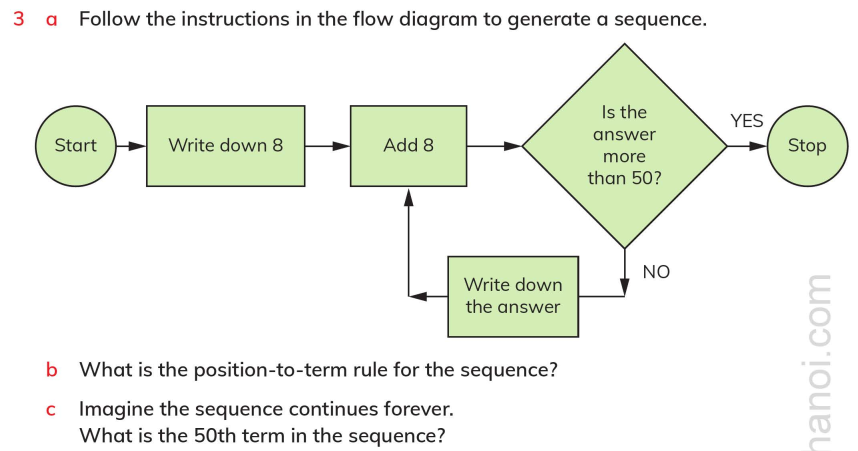 3 a Follow the instructions in the flow diagram to generate a sequence.
Start
Write down 8
Add 8
Is the
answer
more
than 50?
YES
Stop
NO
Write down
the answer
b What is the position-to-term rule for the sequence?
c Imagine the sequence continues forever.
What is the 50th term in the sequence?
hanoi.com